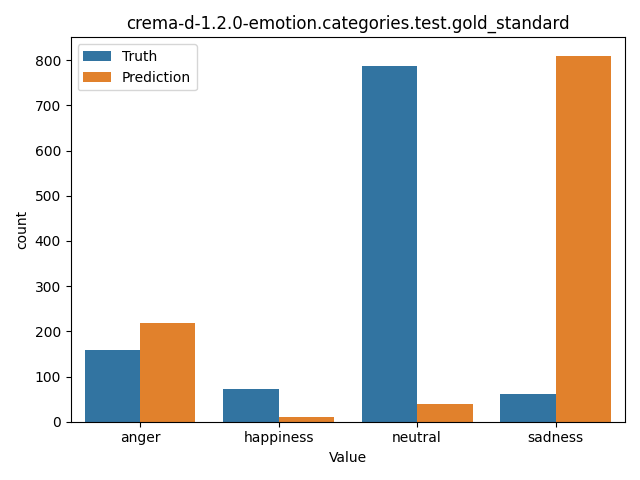 crema-d-1.2.0-emotion.categories.test.gold_standard
Truth
Prediction
800
700
600
500
400
300
200
100
0
count
anger happiness neutral sadness
Value